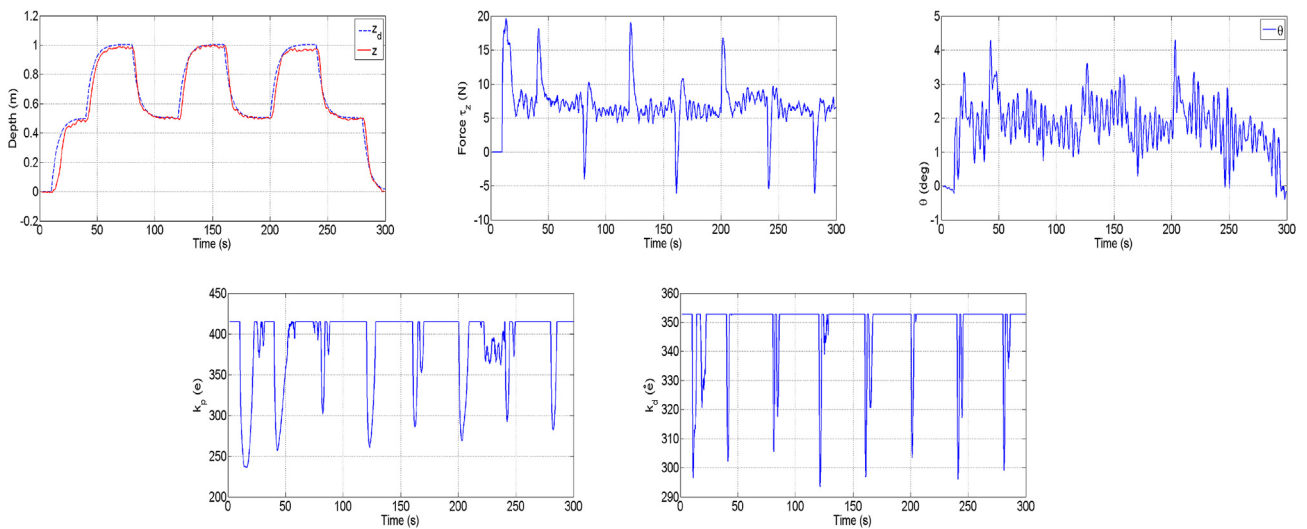 1.2
1
0.8
0.6
0.4
0.2
0
-0.2
0 50 100 150 200 250 300
Depth (m)
Time (s)
z_d
z
20
15
10
5
0
-5
10
0 50 100 150 200 250 300
Force τ_z (N)
Time (s)
5
4
3
2
1
0
-1
0 50 100 150 200 250 300
θ (deg)
Time (s)
θ
450
400
350
300
250
200
0 50 100 150 200 250 300
k_p (e)
Time (s)
360
350
340
330
320
310
300
290
0 50 100 150 200 250 300
k_d (ė)
Time (s)